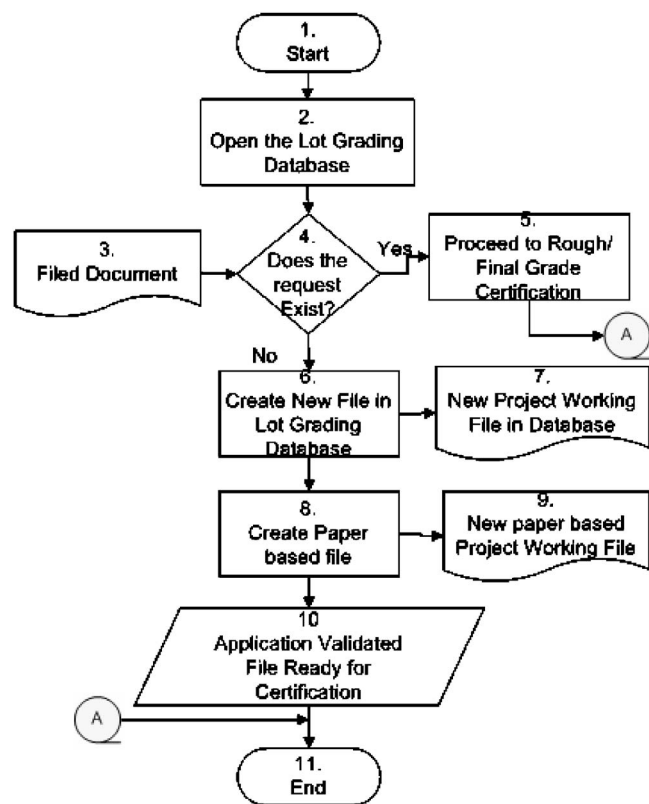 1.
Start
2.
Open the Lot Grading
Database
3.
Filed Document
4.
Does the
request
Exist?
Yes
5.
Proceed to Rough/
Final Grade
Certification
A
No
6.
Create New File in
Lot Grading
Database
7.
New Project Working
File in Database
8.
Create Paper
based file
9.
New paper based
Project Working File
10
Application Validated
File Ready for
Certification
A
11.
End